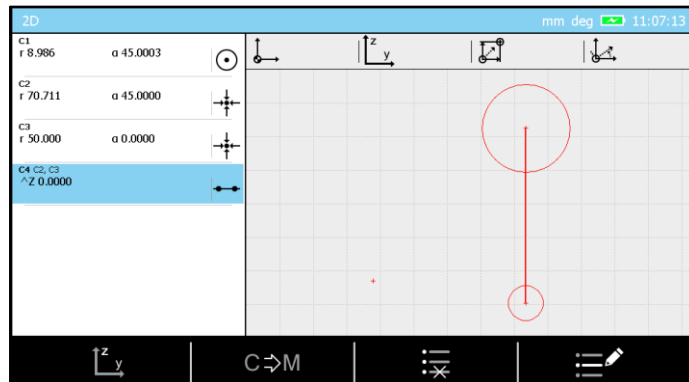 2D mm deg 11:07:13
C1
r 8.986 α 45.0003
C2
r 70.711 α 45.0000
C3
r 50.000 α 0.0000
C4 C2, C3
^Z 0.0000
z
y
z
y
C⇨M